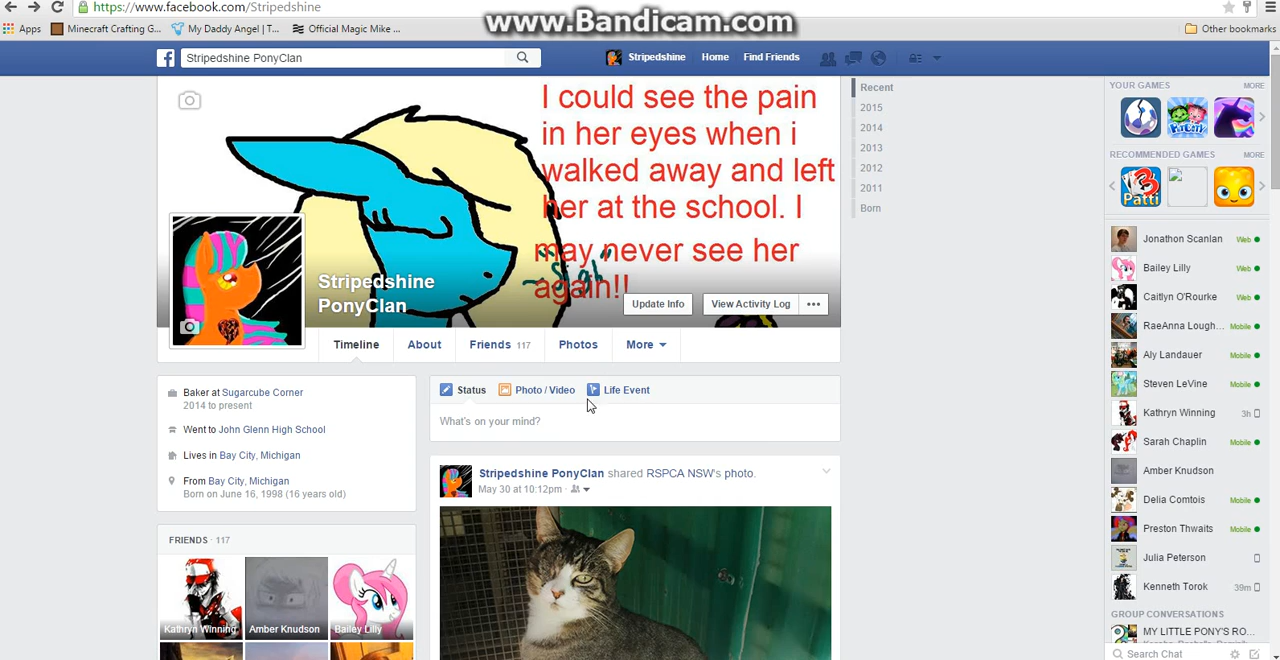 https://www.facebook.com/Stripedshine
www.Bandicam.com
Apps
Minecraft Crafting G...
My Daddy Angel | T...
Official Magic Mike ...
Other bookmarks
Stripedshine PonyClan
Stripedshine
Home
Find Friends
I could see the pain
in her eyes when i
walked away and left
her at the school. I
may never see her
again!!
~"sigh"
Stripedshine
PonyClan
Update Info
View Activity Log
Timeline
About
Friends 117
Photos
More
Recent
2015
2014
2013
2012
2011
Born
Baker at Sugarcube Corner
2014 to present
Went to John Glenn High School
Lives in Bay City, Michigan
From Bay City, Michigan
Born on June 16, 1998 (16 years old)
FRIENDS · 117
Kathryn Winning
Amber Knudson
Bailey Lilly
Status
Photo / Video
Life Event
What's on your mind?
Stripedshine PonyClan shared RSPCA NSW's photo.
May 30 at 10:12pm ·
YOUR GAMES
MORE
RECOMMENDED GAMES
MORE
3
Patti
Jonathon Scanlan Web
Bailey Lilly Web
Caitlyn O'Rourke Web
RaeAnna Lough... Mobile
Aly Landauer Mobile
Steven LeVine Mobile
Kathryn Winning 3h
Sarah Chaplin Mobile
Amber Knudson
Delia Comtois Mobile
Preston Thwaits Mobile
Julia Peterson
Kenneth Torok 39m
GROUP CONVERSATIONS
MY LITTLE PONY'S RO...
Search Chat